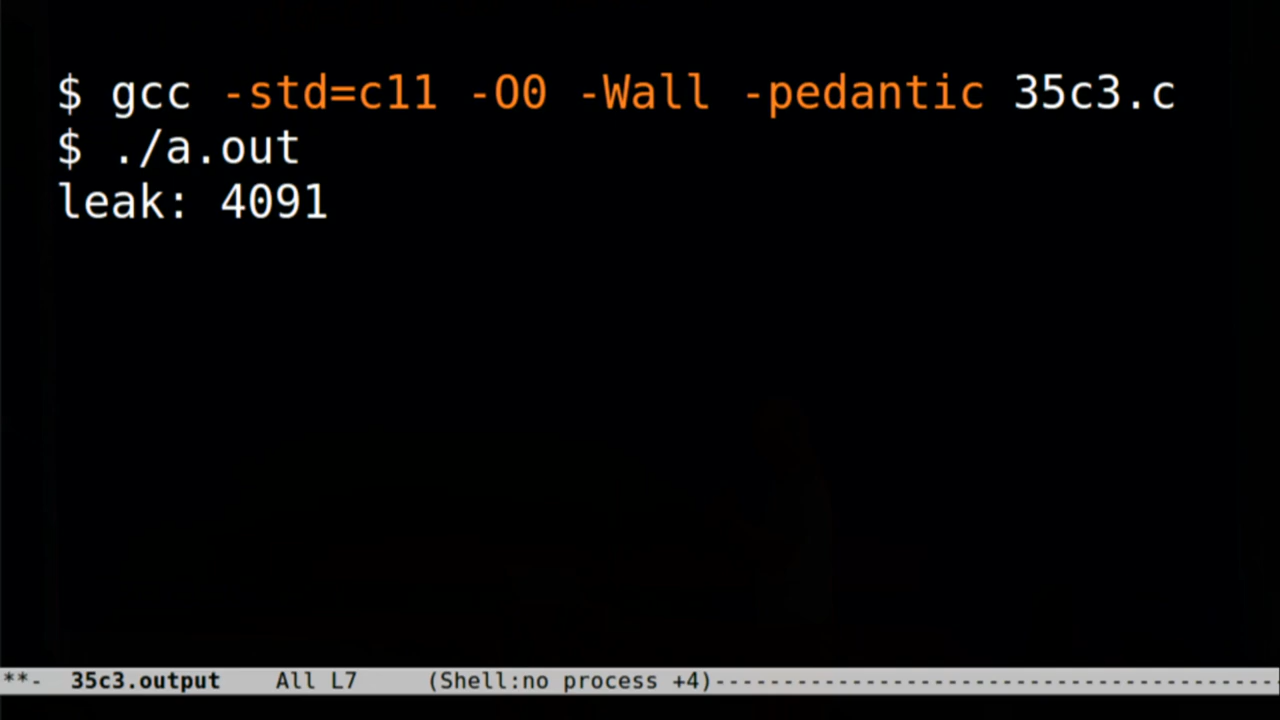 $ gcc -std=c11 -O0 -Wall -pedantic 35c3.c
$ ./a.out
leak: 4091
**-  35c3.output    All L7     (Shell:no process +4)-----------------------------------------